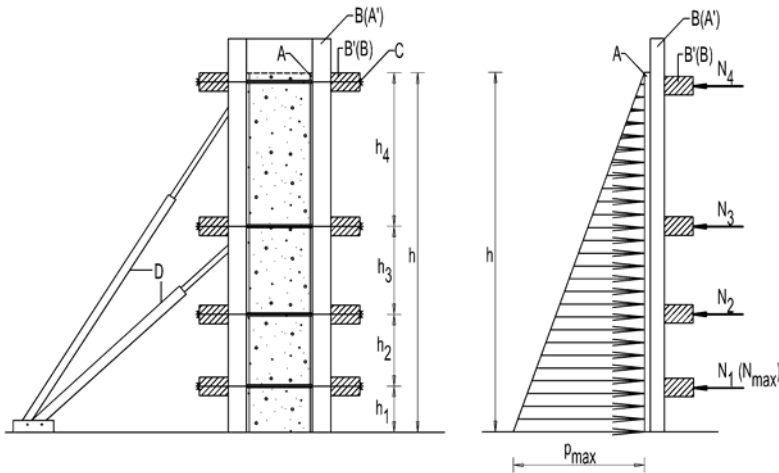 B(A')
A
B'(B)
C
h₄
h₃
h
h₂
h₁
D
B(A')
A
B'(B)
N₄
N₃
h
N₂
N₁ (Nmax)
pmax